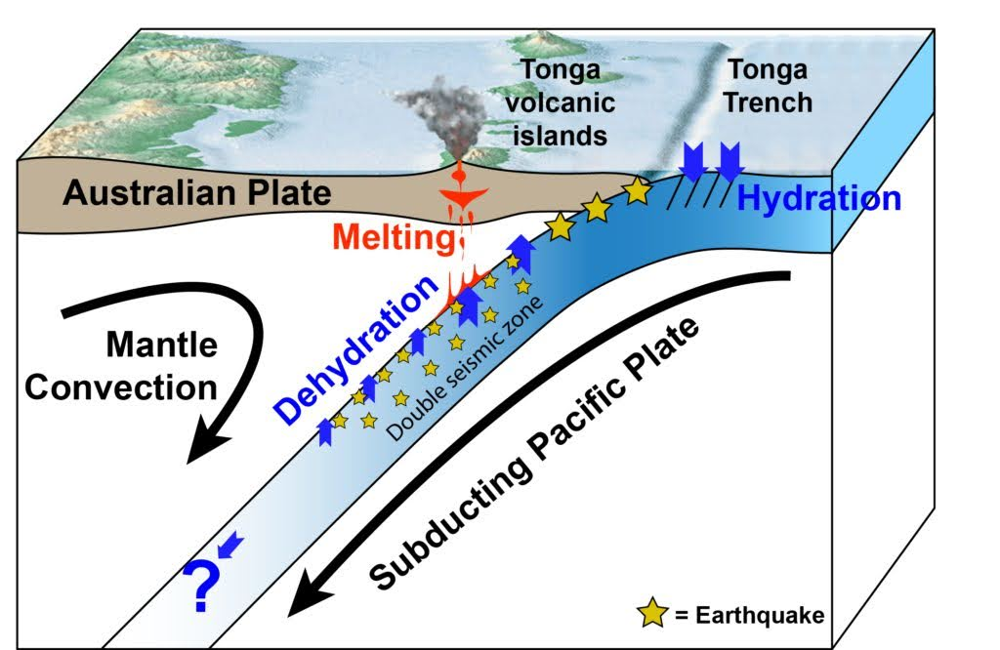 Tonga
volcanic
islands
Tonga
Trench
Australian Plate
Hydration
Melting
Dehydration
Double seismic zone
Mantle
Convection
Subducting Pacific Plate
?
= Earthquake